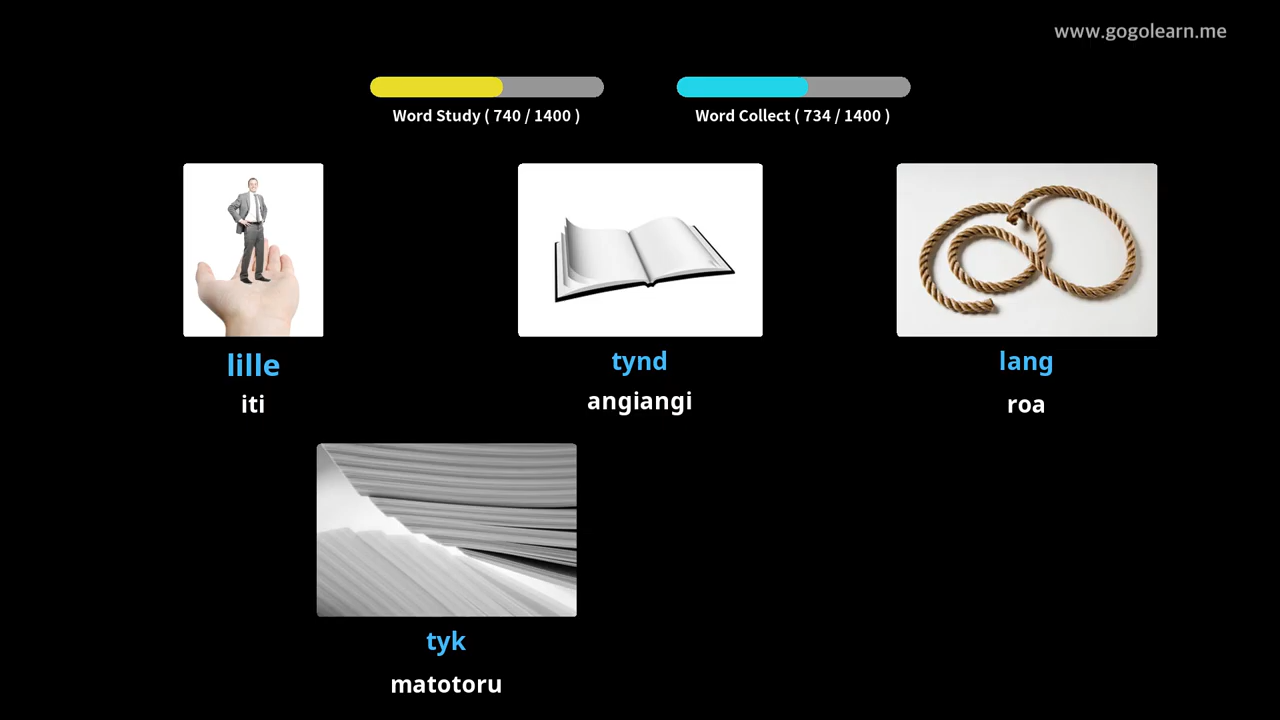 www.gogolearn.me
Word Study ( 740 / 1400 )
Word Collect ( 734 / 1400 )
lille
iti
tynd
angiangi
lang
roa
tyk
matotoru